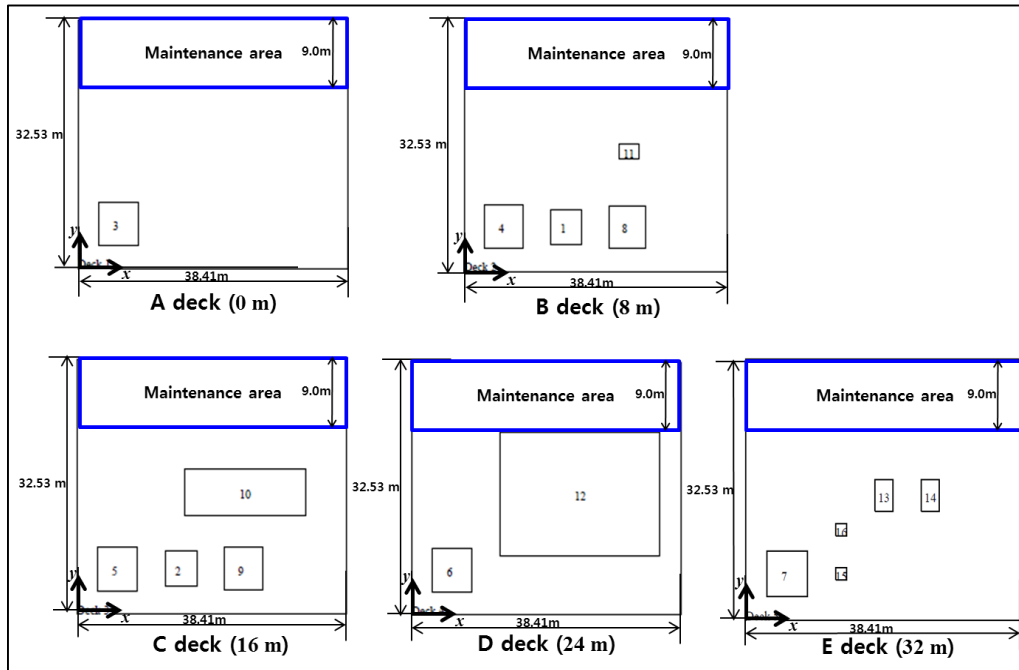 Maintenance area
9.0m
32.53 m
3
y
Deck 1
x
38.41m
A deck (0 m)
Maintenance area
9.0m
32.53 m
11
4
1
8
y
x
38.41m
B deck (8 m)
Maintenance area
9.0m
32.53 m
10
5
2
9
y
x
38.41m
C deck (16 m)
Maintenance area
9.0m
32.53 m
12
6
y
x
38.41m
D deck (24 m)
Maintenance area
9.0m
32.53 m
13
14
16
7
15
y
x
38.41m
E deck (32 m)